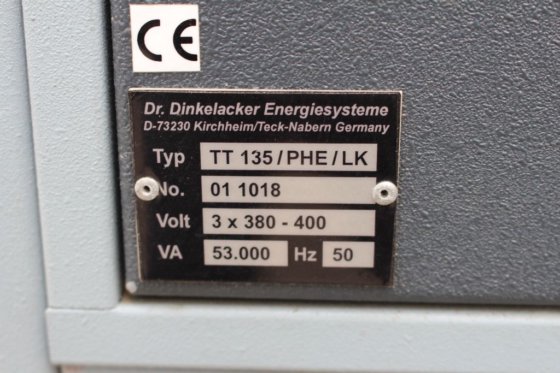 CE
Dr. Dinkelacker Energiesysteme
D-73230 Kirchheim/Teck-Nabern Germany
Typ TT 135/PHE/LK
No. 01 1018
Volt 3 x 380 - 400
VA 53.000 Hz 50